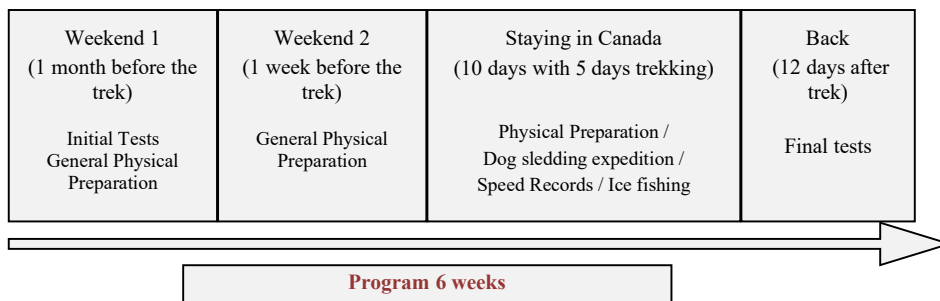 Weekend 1
(1 month before the
trek)
Initial Tests
General Physical
Preparation
Weekend 2
(1 week before the
trek)
General Physical
Preparation
Staying in Canada
(10 days with 5 days trekking)
Physical Preparation /
Dog sledding expedition /
Speed Records / Ice fishing
Back
(12 days after
trek)
Final tests
Program 6 weeks